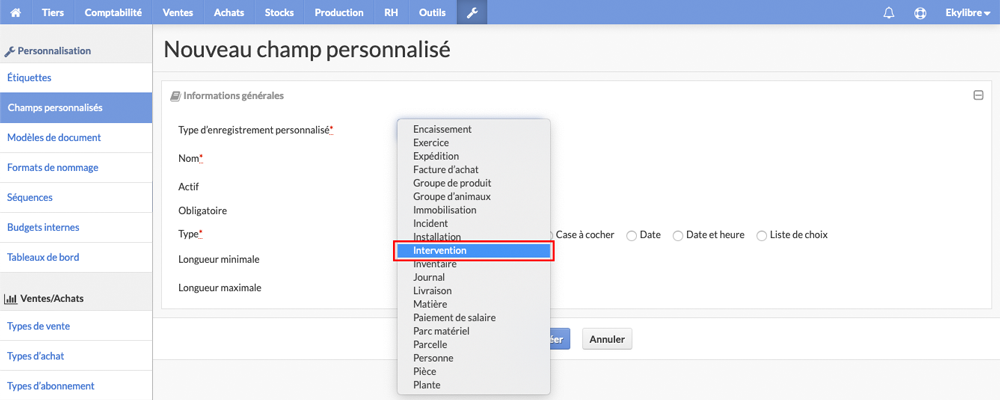 Tiers Comptabilité Ventes Achats Stocks Production RH Outils Ekylibre
Personnalisation
Étiquettes
Champs personnalisés
Modèles de document
Formats de nommage
Séquences
Budgets internes
Tableaux de bord
Ventes/Achats
Types de vente
Types d'achat
Types d'abonnement
Nouveau champ personnalisé
Informations générales
Type d'enregistrement personnalisé*
Nom*
Actif
Obligatoire
Type*
Case à cocher Date Date et heure Liste de choix
Longueur minimale
Longueur maximale
Encaissement
Exercice
Expédition
Facture d'achat
Groupe de produit
Groupe d'animaux
Immobilisation
Incident
Installation
Intervention
Inventaire
Journal
Livraison
Matière
Paiement de salaire
Parc matériel
Parcelle
Personne
Pièce
Plante
Annuler